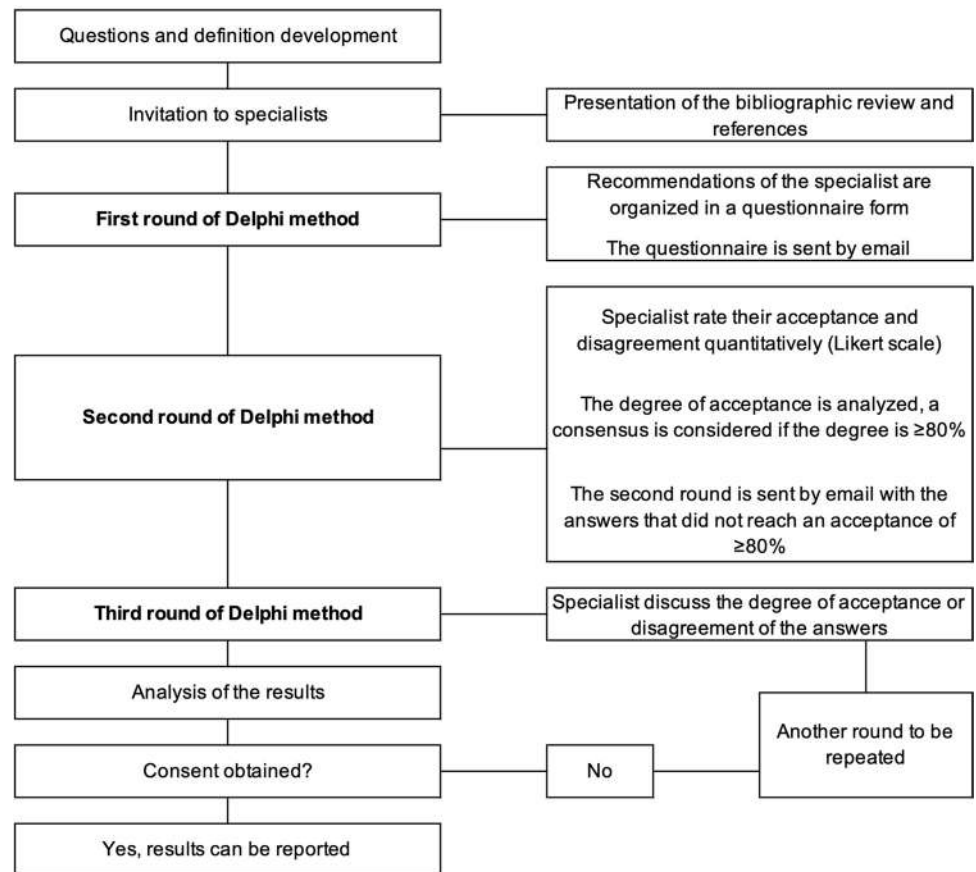 Questions and definition development
Invitation to specialists
Presentation of the bibliographic review and
references
First round of Delphi method
Recommendations of the specialist are
organized in a questionnaire form
The questionnaire is sent by email
Second round of Delphi method
Specialist rate their acceptance and
disagreement quantitatively (Likert scale)
The degree of acceptance is analyzed, a
consensus is considered if the degree is ≥80%
The second round is sent by email with the
answers that did not reach an acceptance of
≥80%
Third round of Delphi method
Specialist discuss the degree of acceptance or
disagreement of the answers
Analysis of the results
Another round to be
repeated
Consent obtained?
No
Yes, results can be reported